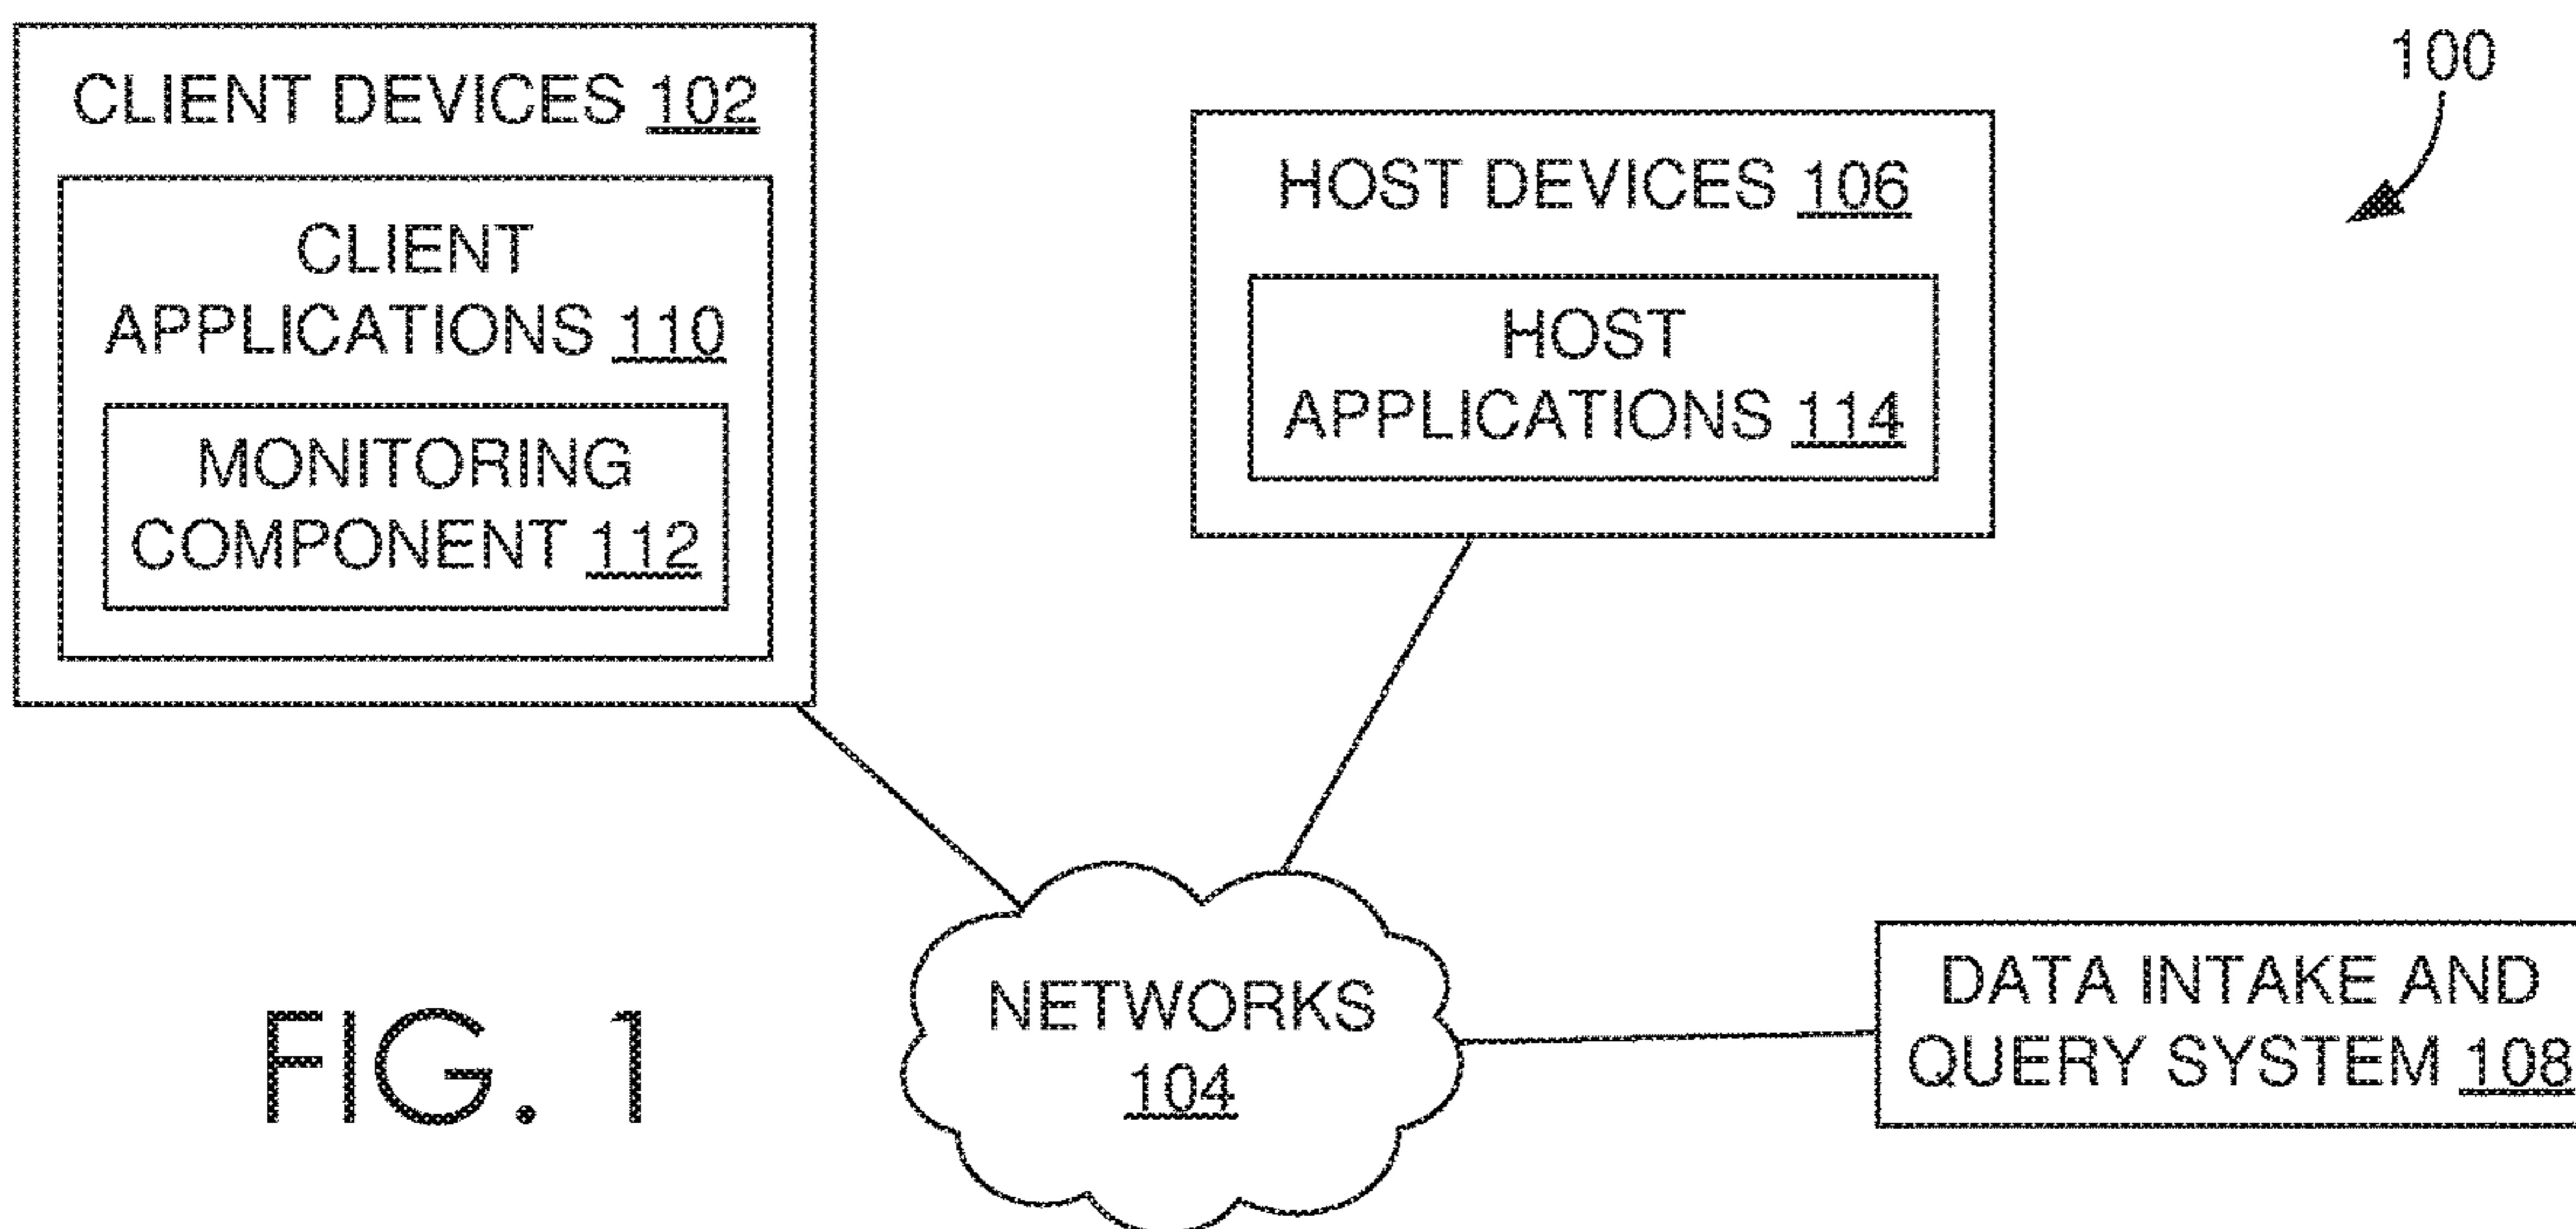 CLIENT DEVICES 102
CLIENT
APPLICATIONS 110
MONITORING
COMPONENT 112
HOST DEVICES 106
HOST
APPLICATIONS 114
100
NETWORKS
104
DATA INTAKE AND
QUERY SYSTEM 108
FIG. 1